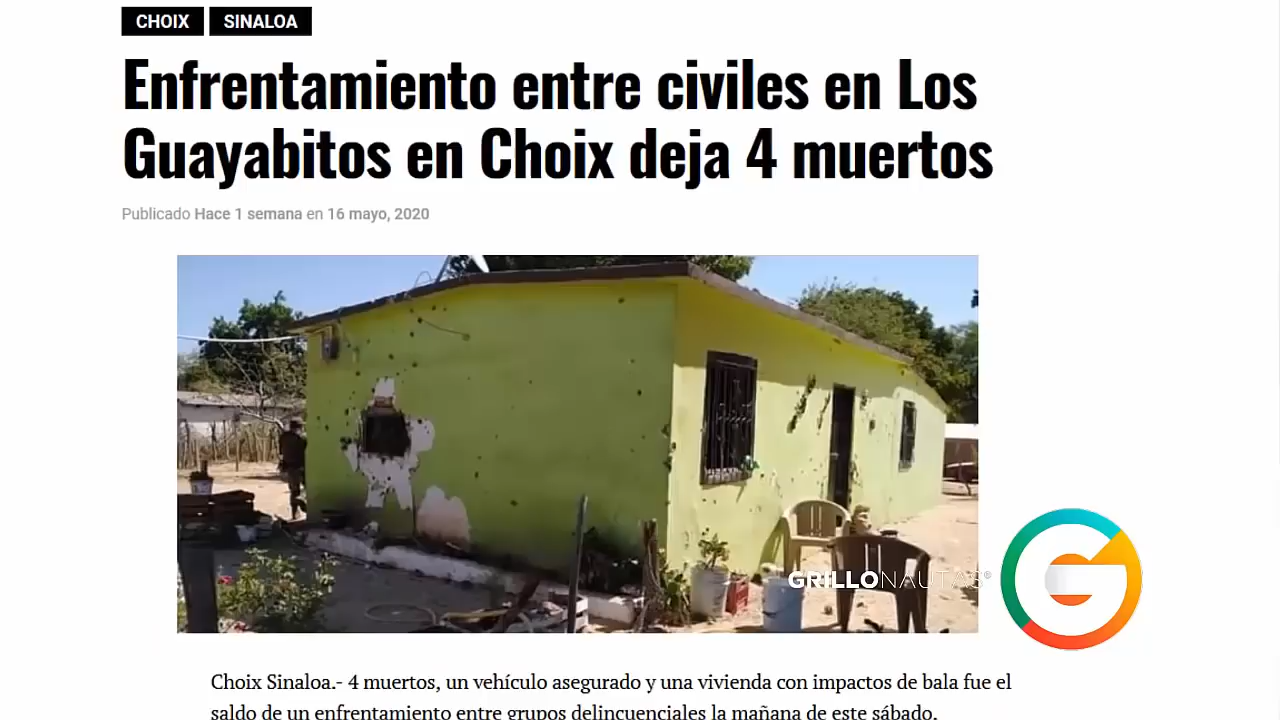 CHOIX SINALOA
Enfrentamiento entre civiles en Los
Guayabitos en Choix deja 4 muertos
Publicado Hace 1 semana en 16 mayo, 2020
GRILLONAUTAS®
G
Choix Sinaloa.- 4 muertos, un vehículo asegurado y una vivienda con impactos de bala fue el
saldo de un enfrentamiento entre grupos delincuenciales la mañana de este sábado.